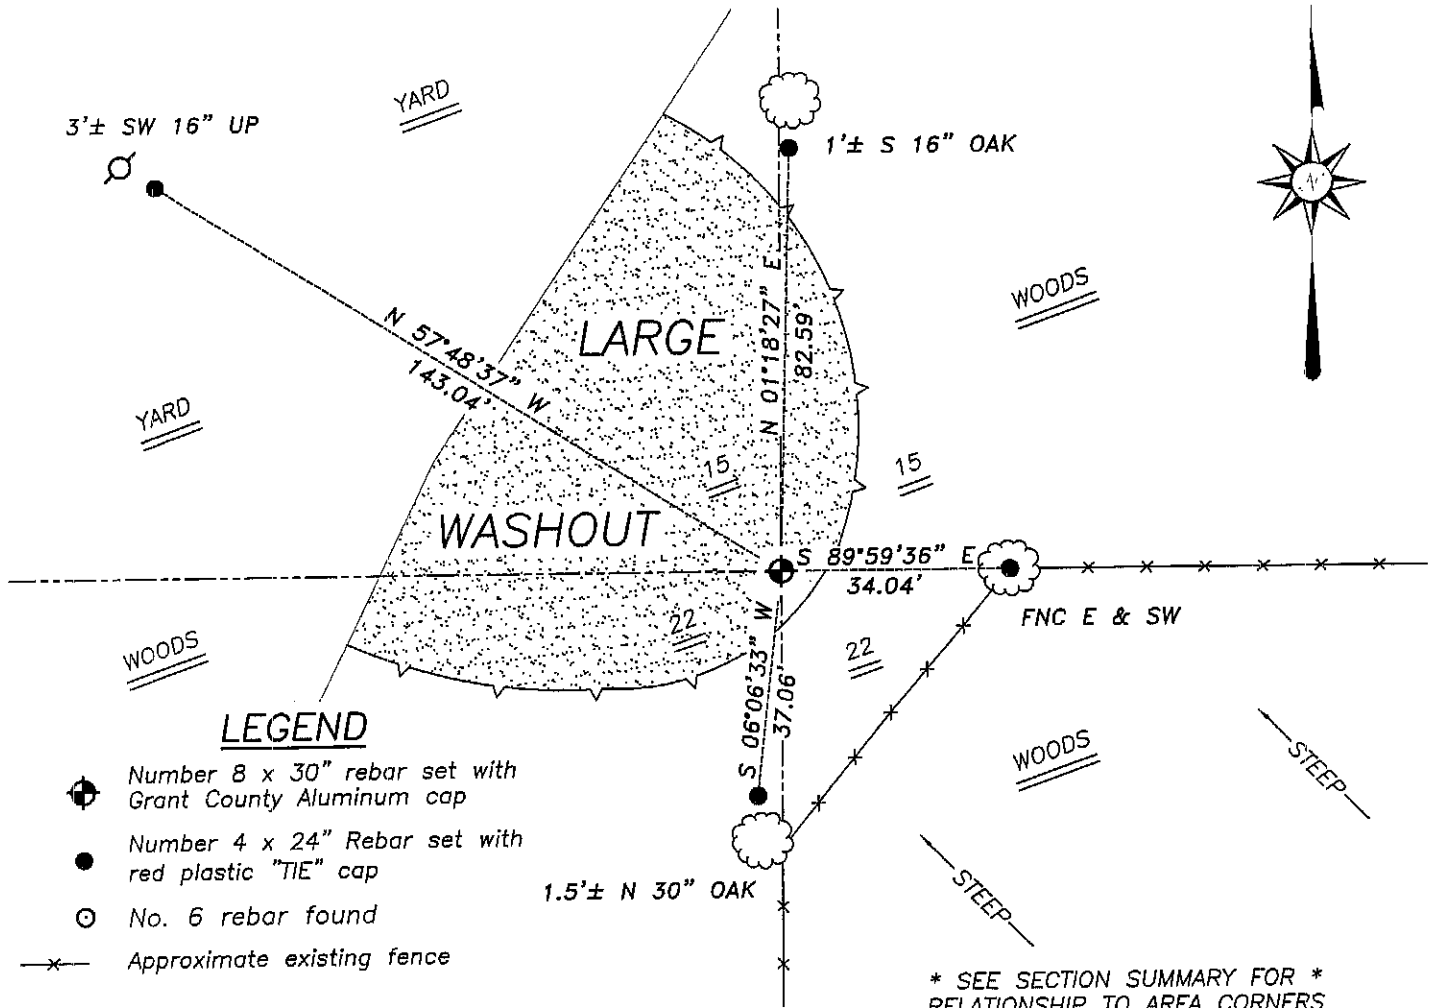 YARD
3'± SW 16" UP
1'± S 16" OAK
N
WOODS
N 01°18'27" E
82.59'
LARGE
N 57°48'37" W
143.04'
YARD
15
15
WASHOUT
S 89°59'36" E
34.04'
FNC E & SW
22
22
WOODS
S 06°06'33" W
37.06'
LEGEND
WOODS
STEEP
Number 8 x 30" rebar set with
Grant County Aluminum cap
Number 4 x 24" Rebar set with
red plastic "TIE" cap
1.5'± N 30" OAK
STEEP
No. 6 rebar found
Approximate existing fence
* SEE SECTION SUMMARY FOR *
RELATIONSHIP TO AREA CORNERS